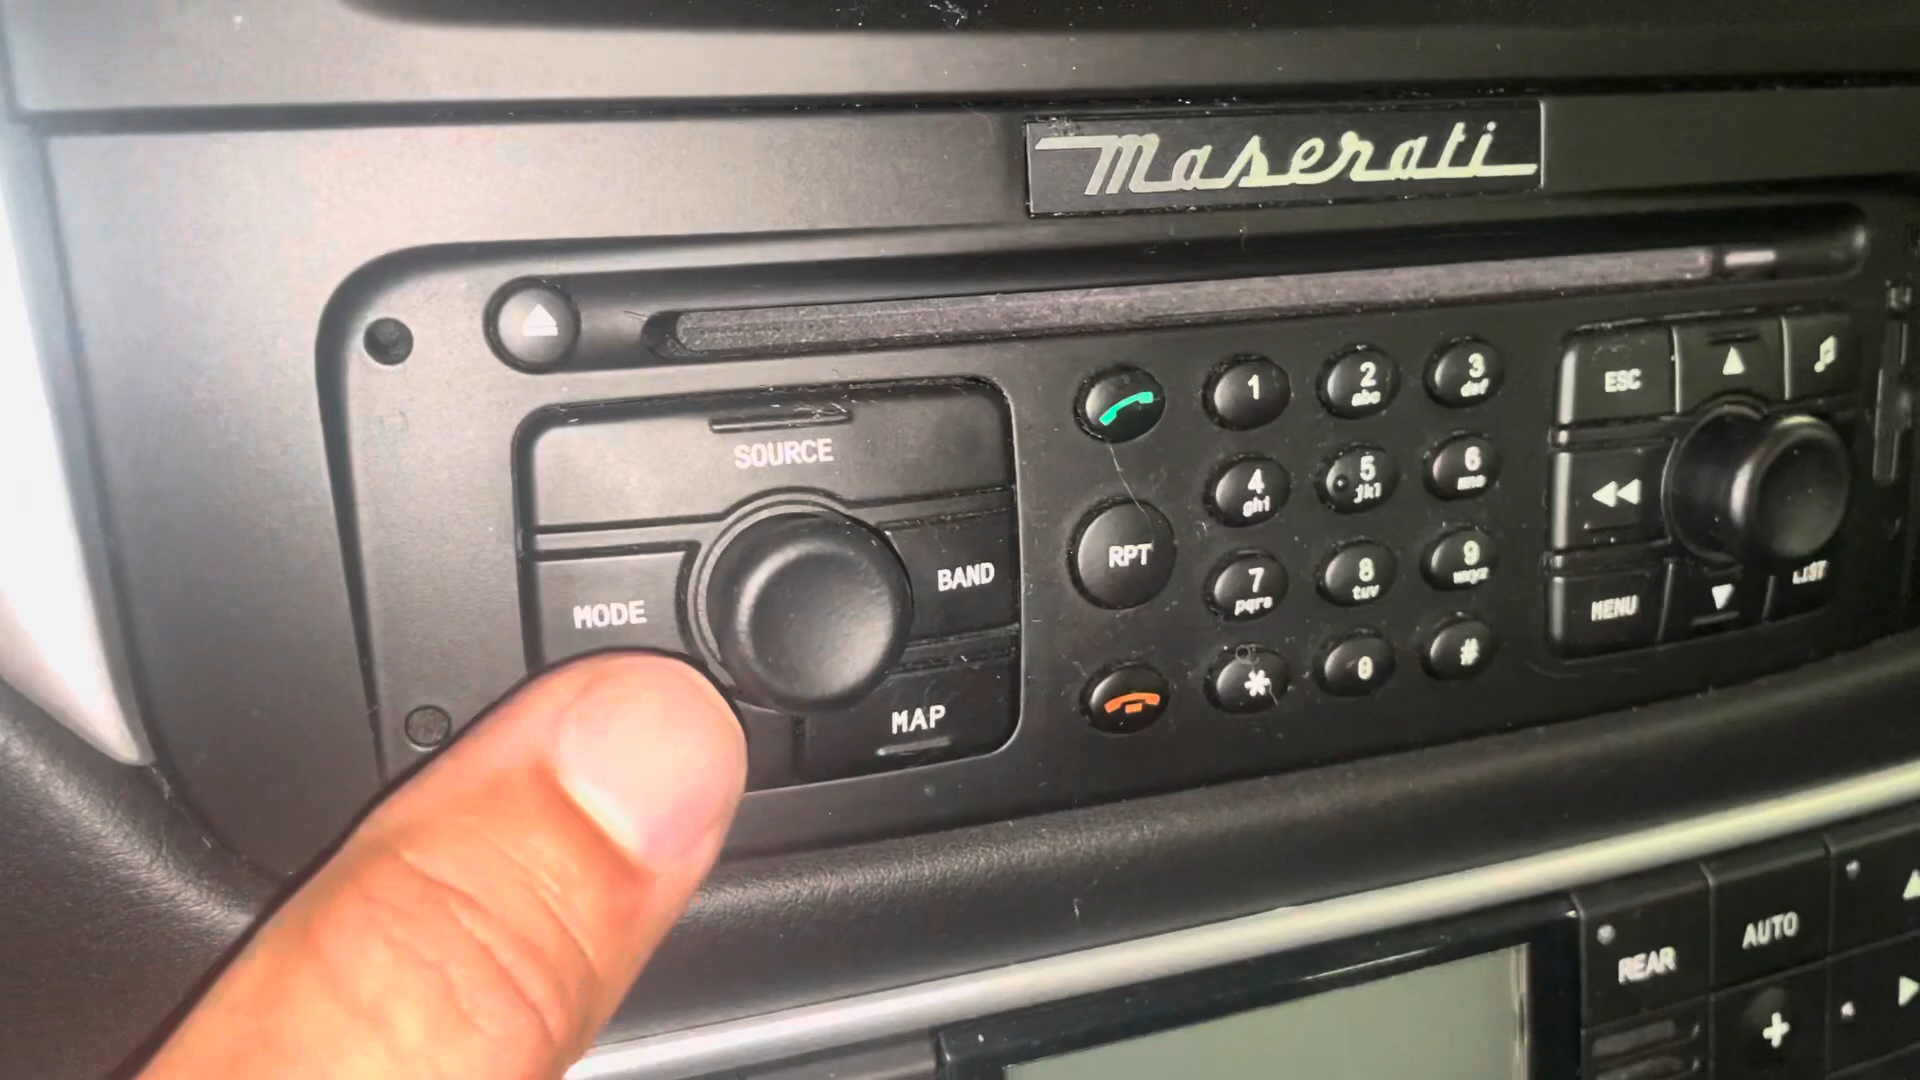 Maserati
SOURCE
MODE
BAND
MAP
RPT
1
2
abc
3
def
4
ghi
5
jkl
6
mno
7
pqrs
8
tuv
9
wxyz
*
0
#
ESC
MENU
LIST
REAR
AUTO
+